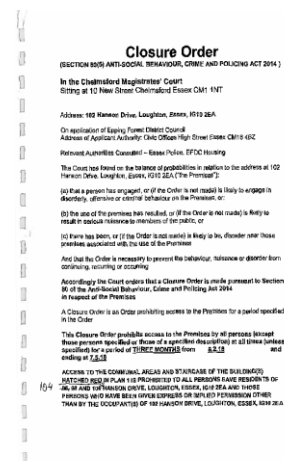 Closure Order
(SECTION 80(5) ANTI-SOCIAL BEHAVIOUR, CRIME AND POLICING ACT 2014 )
In the Chelmsford Magistrates' Court
Sitting at 10 New Street Chelmsford Essex CM1 1NT
Address: 102 Hanson Drive, Loughton, Essex, IG10 2EA
On application of Epping Forest District Council
Address of Applicant Authority: Civic Offices High Street Essex CM16 4BZ
Relevant Authorities Consulted – Essex Police, EFDC Housing
The Court has found on the balance of probabilities in relation to the address at 102
Hanson Drive, Loughton, Essex, IG10 2EA ("The Premises"):
(a) that a person has engaged, or (if the Order is not made) is likely to engage in
disorderly, offensive or criminal behaviour on the Premises, or:
(b) the use of the premises has resulted, or (if the Order is not made) is likely to
result in serious nuisance to members of the public, or
(c) there has been, or (if the Order is not made) is likely to be, disorder near those
premises associated with the use of the Premises
And that the Order is necessary to prevent the behaviour, nuisance or disorder from
continuing, recurring or occurring
Accordingly the Court orders that a Closure Order is made pursuant to Section
80 of the Anti-Social Behaviour, Crime and Policing Act 2014
in respect of the Premises
A Closure Order is an Order prohibiting access to the Premises for a period specified
in the Order
This Closure Order prohibits access to the Premises by all persons (except
those persons specified or those of a specified description) at all times (unless
specified) for a period of THREE MONTHS from and
ending at
ACCESS TO THE COMMUNAL AREAS AND STAIRCASE OF THE BUILDING(S)
HATCHED RED IN PLAN 1 IS PROHIBITED TO ALL PERSONS SAVE RESIDENTS OF
104 98 AND HANSON DRIVE, LOUGHTON, ESSEX, IG10 2EA AND THOSE
PERSONS WHO HAVE BEEN GIVEN EXPRESS OR IMPLIED PERMISSION OTHER
THAN BY THE OCCUPANT(S) OF 102 HANSON DRIVE, LOUGHTON, ESSEX, IG10 2EA